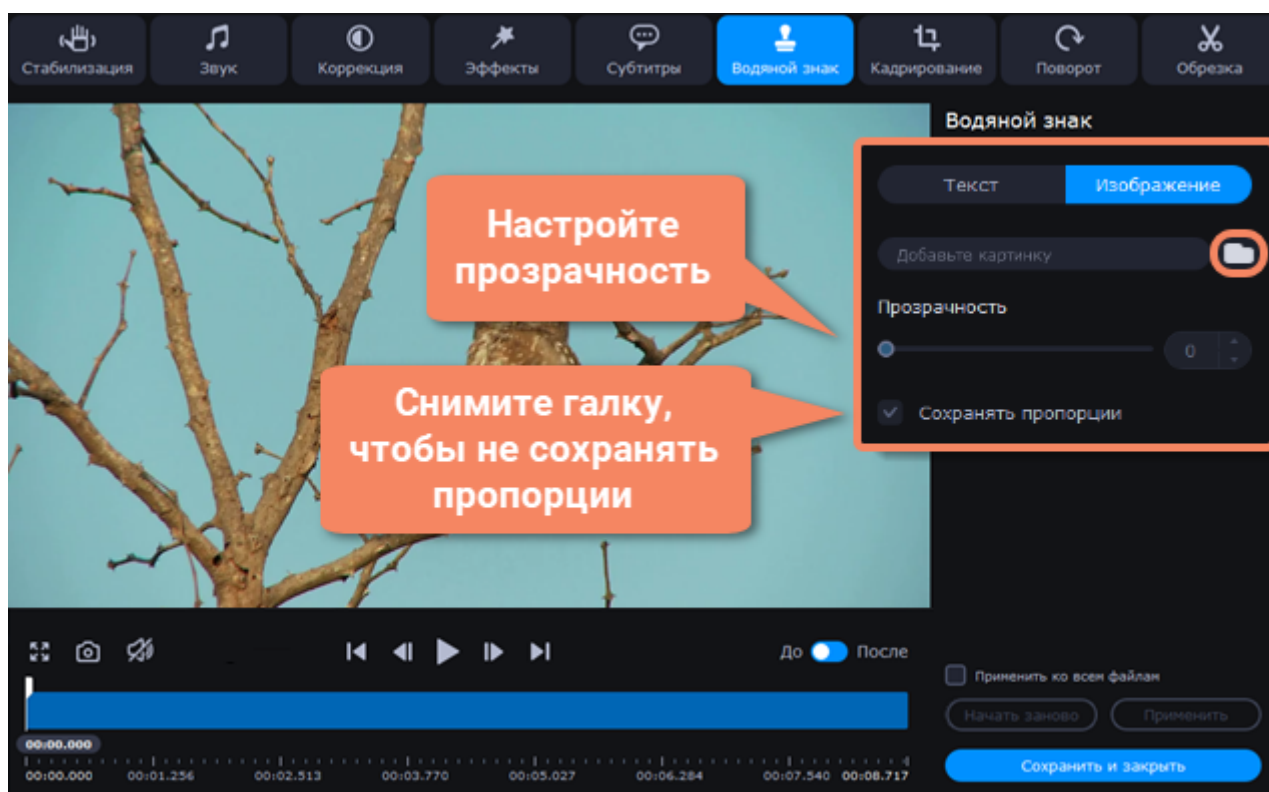 Стабилизация
Звук
Коррекция
Эффекты
Субтитры
Водяной знак
Кадрирование
Поворот
Обрезка
Водяной знак
Текст
Изображение
Добавьте картинку
Прозрачность
0
Сохранять пропорции
Настройте
прозрачность
Снимите галку,
чтобы не сохранять
пропорции
До
После
Применить ко всем файлам
Начать заново
Применить
Сохранить и закрыть
00:00.000
00:00.000 00:01.256 00:02.513 00:03.770 00:05.027 00:06.284 00:07.540 00:08.717